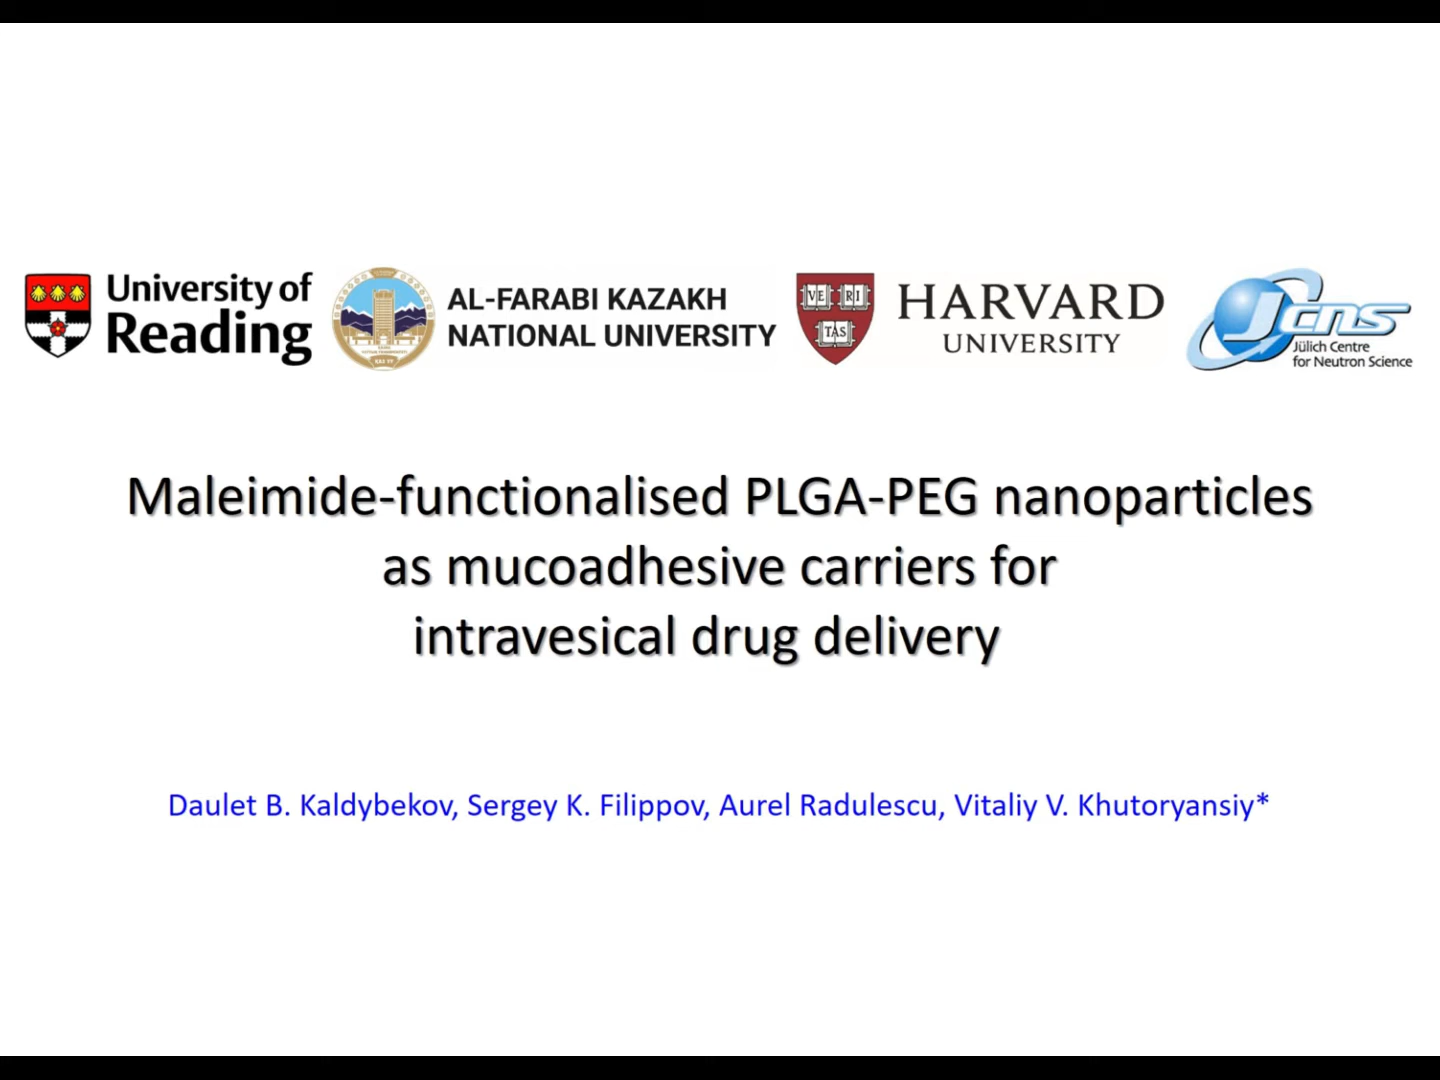 University of
Reading
AL-FARABI KAZAKH
NATIONAL UNIVERSITY
VE RI
TAS
HARVARD
UNIVERSITY
Jcns
Jülich Centre
for Neutron Science
Maleimide-functionalised PLGA-PEG nanoparticles
as mucoadhesive carriers for
intravesical drug delivery
Daulet B. Kaldybekov, Sergey K. Filippov, Aurel Radulescu, Vitaliy V. Khutoryansiy*